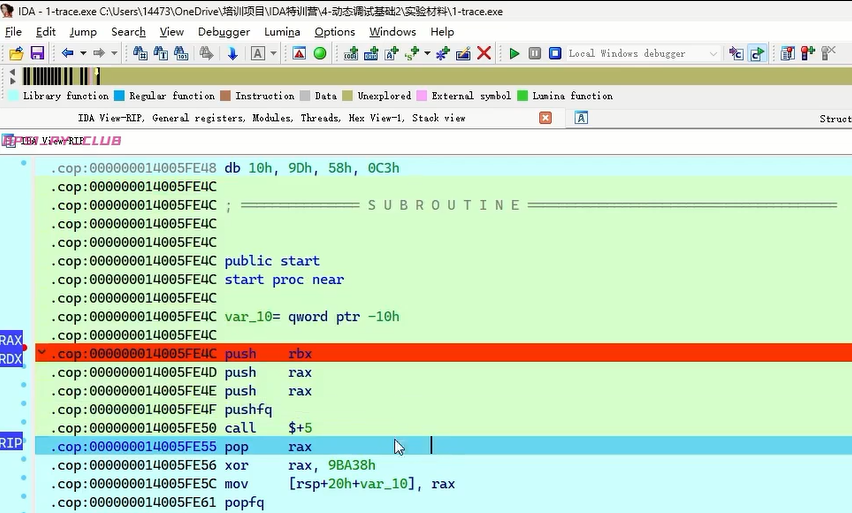 IDA - 1-trace.exe C:\Users\14473\OneDrive\培训项目\IDA特训营\4-动态调试基础2\实验材料\1-trace.exe
File Edit Jump Search View Debugger Lumina Options Windows Help
Local Windows debugger
Library function Regular function Instruction Data Unexplored External symbol Lumina function
IDA View-RIP, General registers, Modules, Threads, Hex View-1, Stack view Struct
IDA View-RIP
.cop:000000014005FE48 db 10h, 9Dh, 58h, 0C3h
.cop:000000014005FE4C
.cop:000000014005FE4C ; =============== S U B R O U T I N E =======================================
.cop:000000014005FE4C
.cop:000000014005FE4C
.cop:000000014005FE4C public start
.cop:000000014005FE4C start proc near
.cop:000000014005FE4C
.cop:000000014005FE4C var_10= qword ptr -10h
.cop:000000014005FE4C
RAX
.cop:000000014005FE4C push rbx
RDX
.cop:000000014005FE4D push rax
.cop:000000014005FE4E push rax
.cop:000000014005FE4F pushfq
.cop:000000014005FE50 call $+5
RIP .cop:000000014005FE55 pop rax
.cop:000000014005FE56 xor rax, 9BA38h
.cop:000000014005FE5C mov [rsp+20h+var_10], rax
.cop:000000014005FE61 popfq